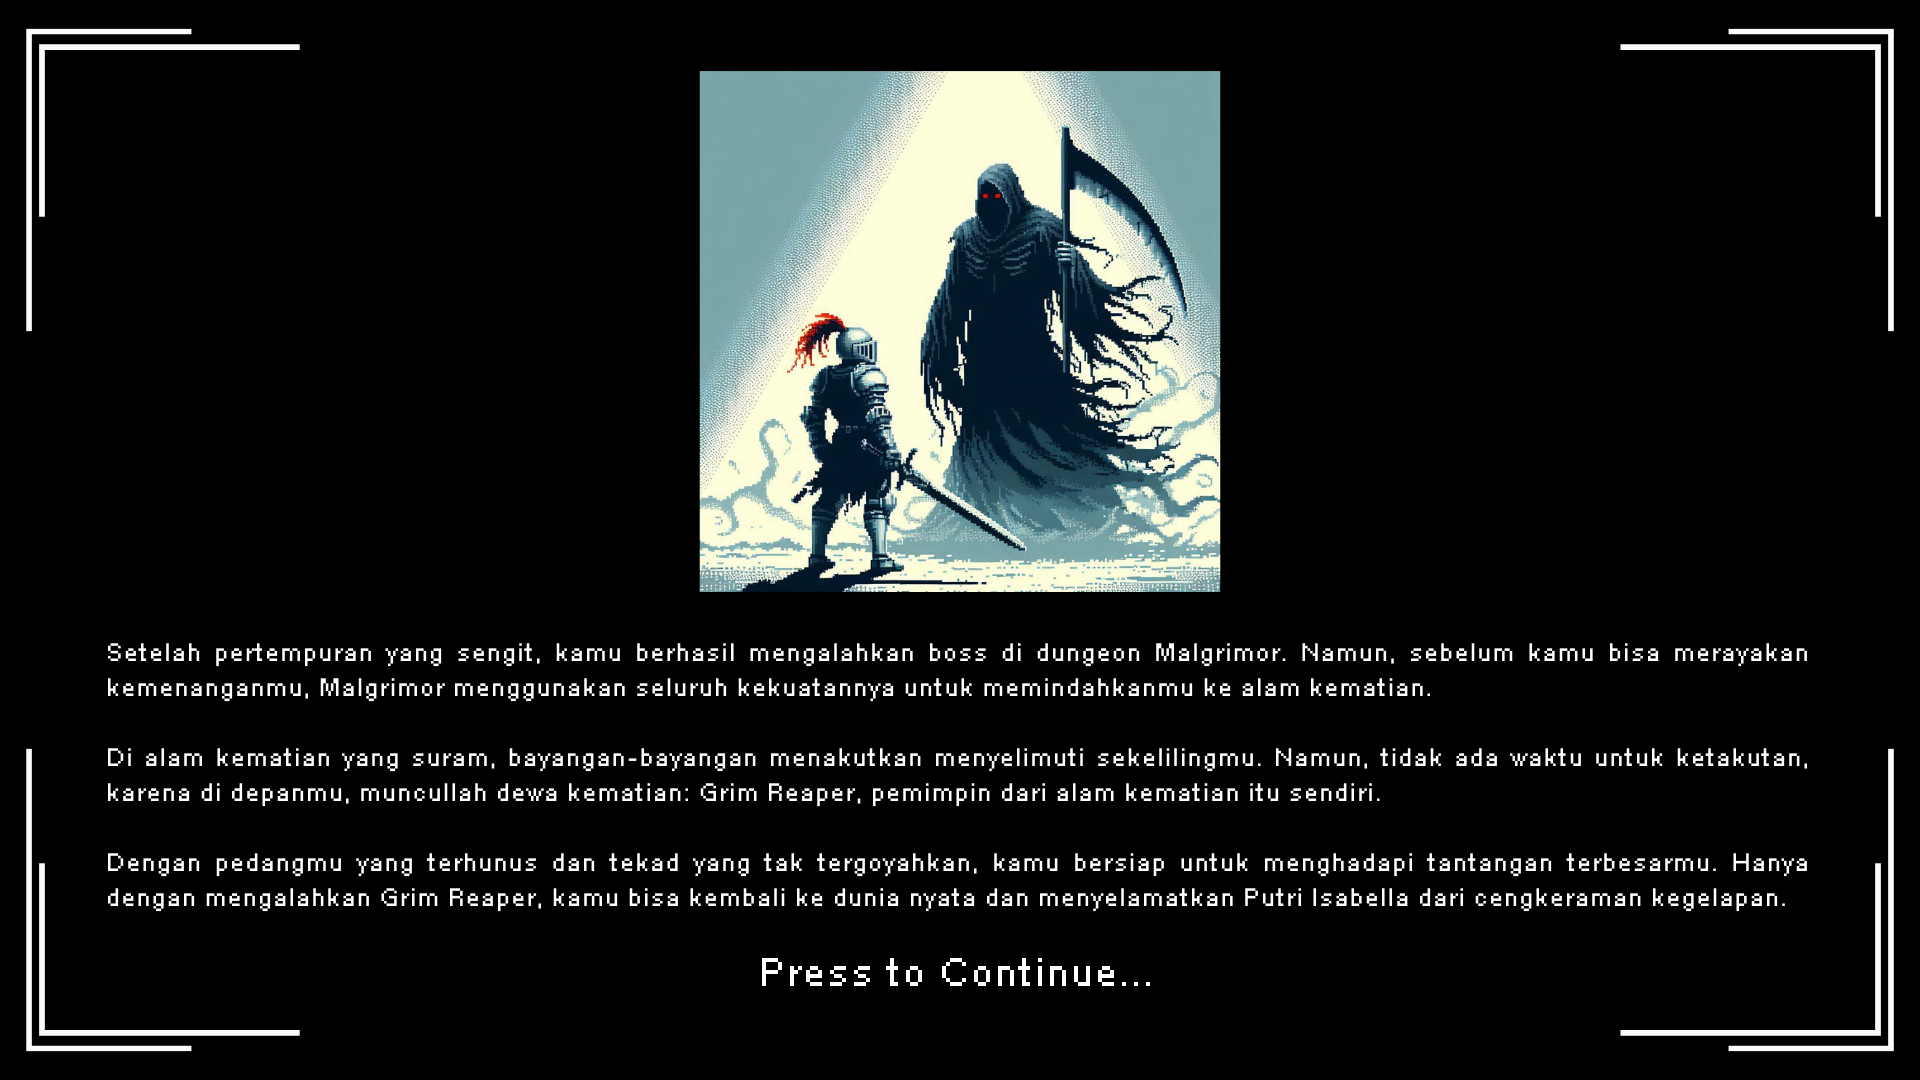 Setelah pertempuran yang sengit, kamu berhasil mengalahkan boss di dungeon Malgrimor. Namun, sebelum kamu bisa merayakan
kemenanganmu, Malgrimor menggunakan seluruh kekuatannya untuk memindahkanmu ke alam kematian.
Di alam kematian yang suram, bayangan-bayangan menakutkan menyelimuti sekelilingmu. Namun, tidak ada waktu untuk ketakutan,
karena di depanmu, muncullah dewa kematian: Grim Reaper, pemimpin dari alam kematian itu sendiri.
Dengan pedangmu yang terhunus dan tekad yang tak tergoyahkan, kamu bersiap untuk menghadapi tantangan terbesarmu. Hanya
dengan mengalahkan Grim Reaper, kamu bisa kembali ke dunia nyata dan menyelamatkan Putri Isabella dari cengkeraman kegelapan.
Press to Continue...